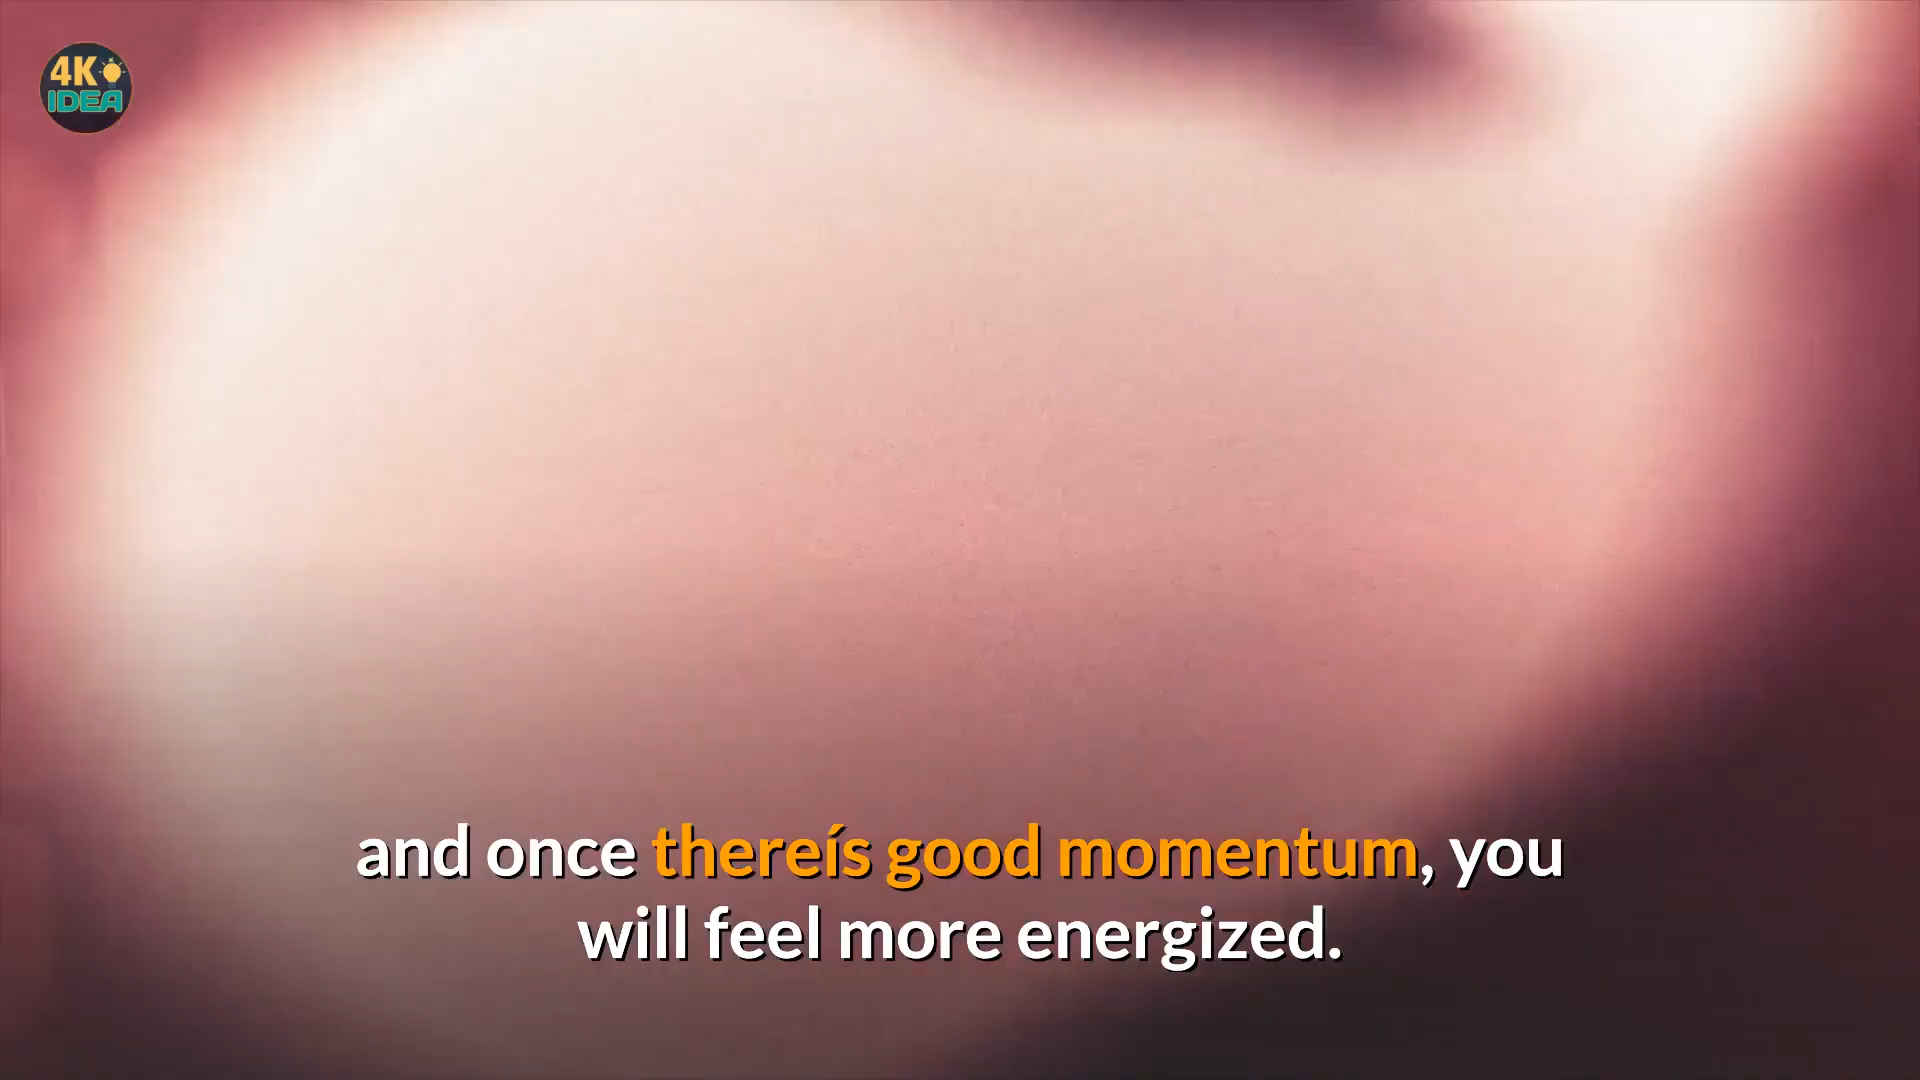 4K
IDEA
and once thereís good momentum, you
will feel more energized.